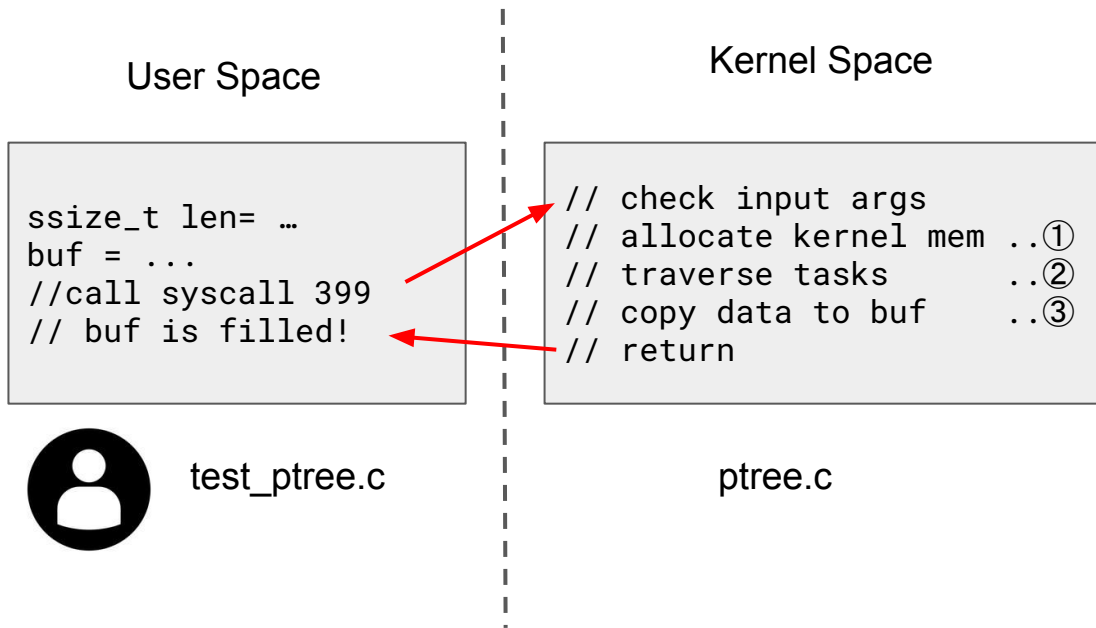 User Space
ssize_t len= …
buf = ...
//call syscall 399
// buf is filled!
test_ptree.c
Kernel Space
// check input args
// allocate kernel mem ..①
// traverse tasks ..②
// copy data to buf ..③
// return
ptree.c